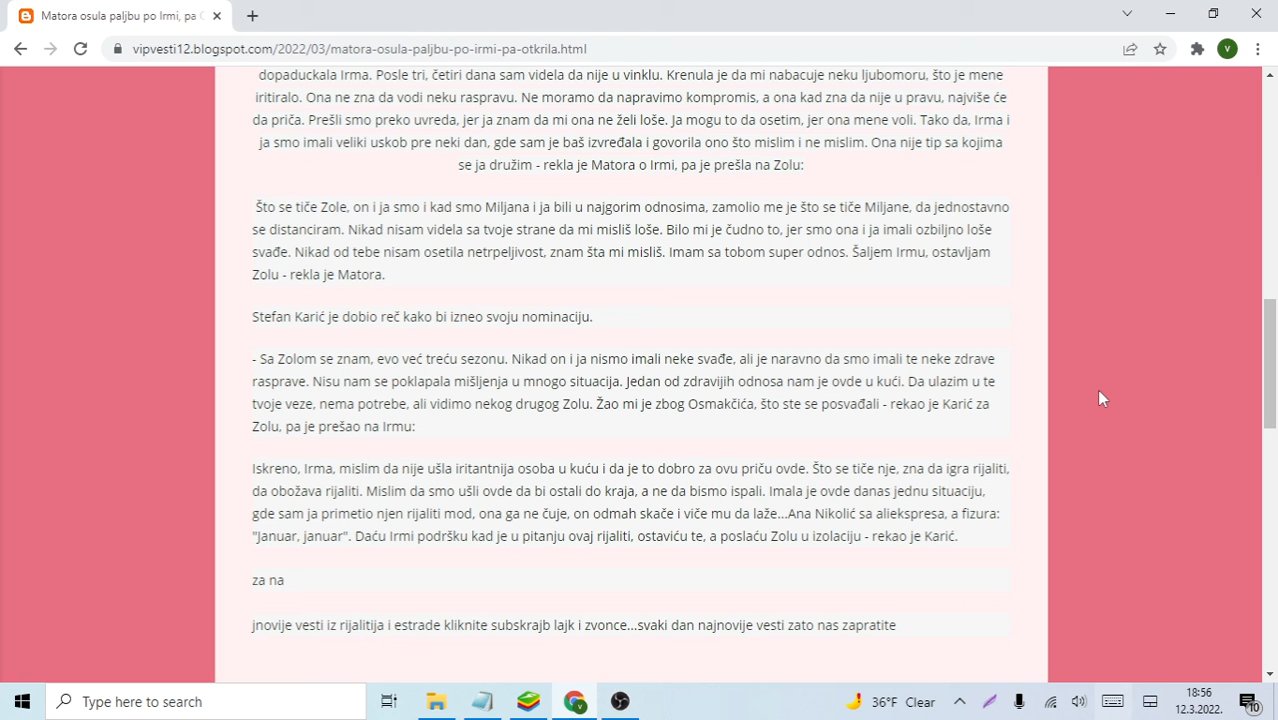 Matora osula paljbu po Irmi, pa
vipvesti12.blogspot.com/2022/03/matora-osula-paljbu-po-irmi-pa-otkrila.html
dopaduckala Irma. Posle tri, četiri dana sam videla da nije u vinklu. Krenula je da mi nabacuje neku ljubomoru, što je mene
iritiralo. Ona ne zna da vodi neku raspravu. Ne moramo da napravimo kompromis, a ona kad zna da nije u pravu, najviše će
da priča. Prešli smo preko uvreda, jer ja znam da mi ona ne želi loše. Ja mogu to da osetim, jer ona mene voli. Tako da, Irma i
ja smo imali veliki uskob pre neki dan, gde sam je baš izvređala i govorila ono što mislim i ne mislim. Ona nije tip sa kojima
se ja družim - rekla je Matora o Irmi, pa je prešla na Zolu:
Što se tiče Zole, on i ja smo i kad smo Miljana i ja bili u najgorim odnosima, zamolio me je što se tiče Miljane, da jednostavno
se distanciram. Nikad nisam videla sa tvoje strane da mi misliš loše. Bilo mi je čudno to, jer smo ona i ja imali ozbiljno loše
svađe. Nikad od tebe nisam osetila netrpeljivost, znam šta mi misliš. Imam sa tobom super odnos. Šaljem Irmu, ostavljam
Zolu - rekla je Matora.
Stefan Karić je dobio reč kako bi izneo svoju nominaciju.
- Sa Zolom se znam, evo već treću sezonu. Nikad on i ja nismo imali neke svađe, ali je naravno da smo imali te neke zdrave
rasprave. Nisu nam se poklapala mišljenja u mnogo situacija. Jedan od zdravijih odnosa nam je ovde u kući. Da ulazim u te
tvoje veze, nema potrebe, ali vidimo nekog drugog Zolu. Žao mi je zbog Osmakčića, što ste se posvađali - rekao je Karić za
Zolu, pa je prešao na Irmu:
Iskreno, Irma, mislim da nije ušla iritantnija osoba u kuću i da je to dobro za ovu priču ovde. Što se tiče nje, zna da igra rijaliti,
da obožava rijaliti. Mislim da smo ušli ovde da bi ostali do kraja, a ne da bismo ispali. Imala je ovde danas jednu situaciju,
gde sam ja primetio njen rijaliti mod, ona ga ne čuje, on odmah skače i viče mu da laže...Ana Nikolić sa aliekspresa, a fizura:
"Januar, januar". Daću Irmi podršku kad je u pitanju ovaj rijaliti, ostaviću te, a poslaću Zolu u izolaciju - rekao je Karić.
za na
jnovije vesti iz rijalitija i estrade kliknite subskrajb lajk i zvonce...svaki dan najnovije vesti zato nas zapratite
Type here to search
36°F Clear
18:56
12.3.2022.
10